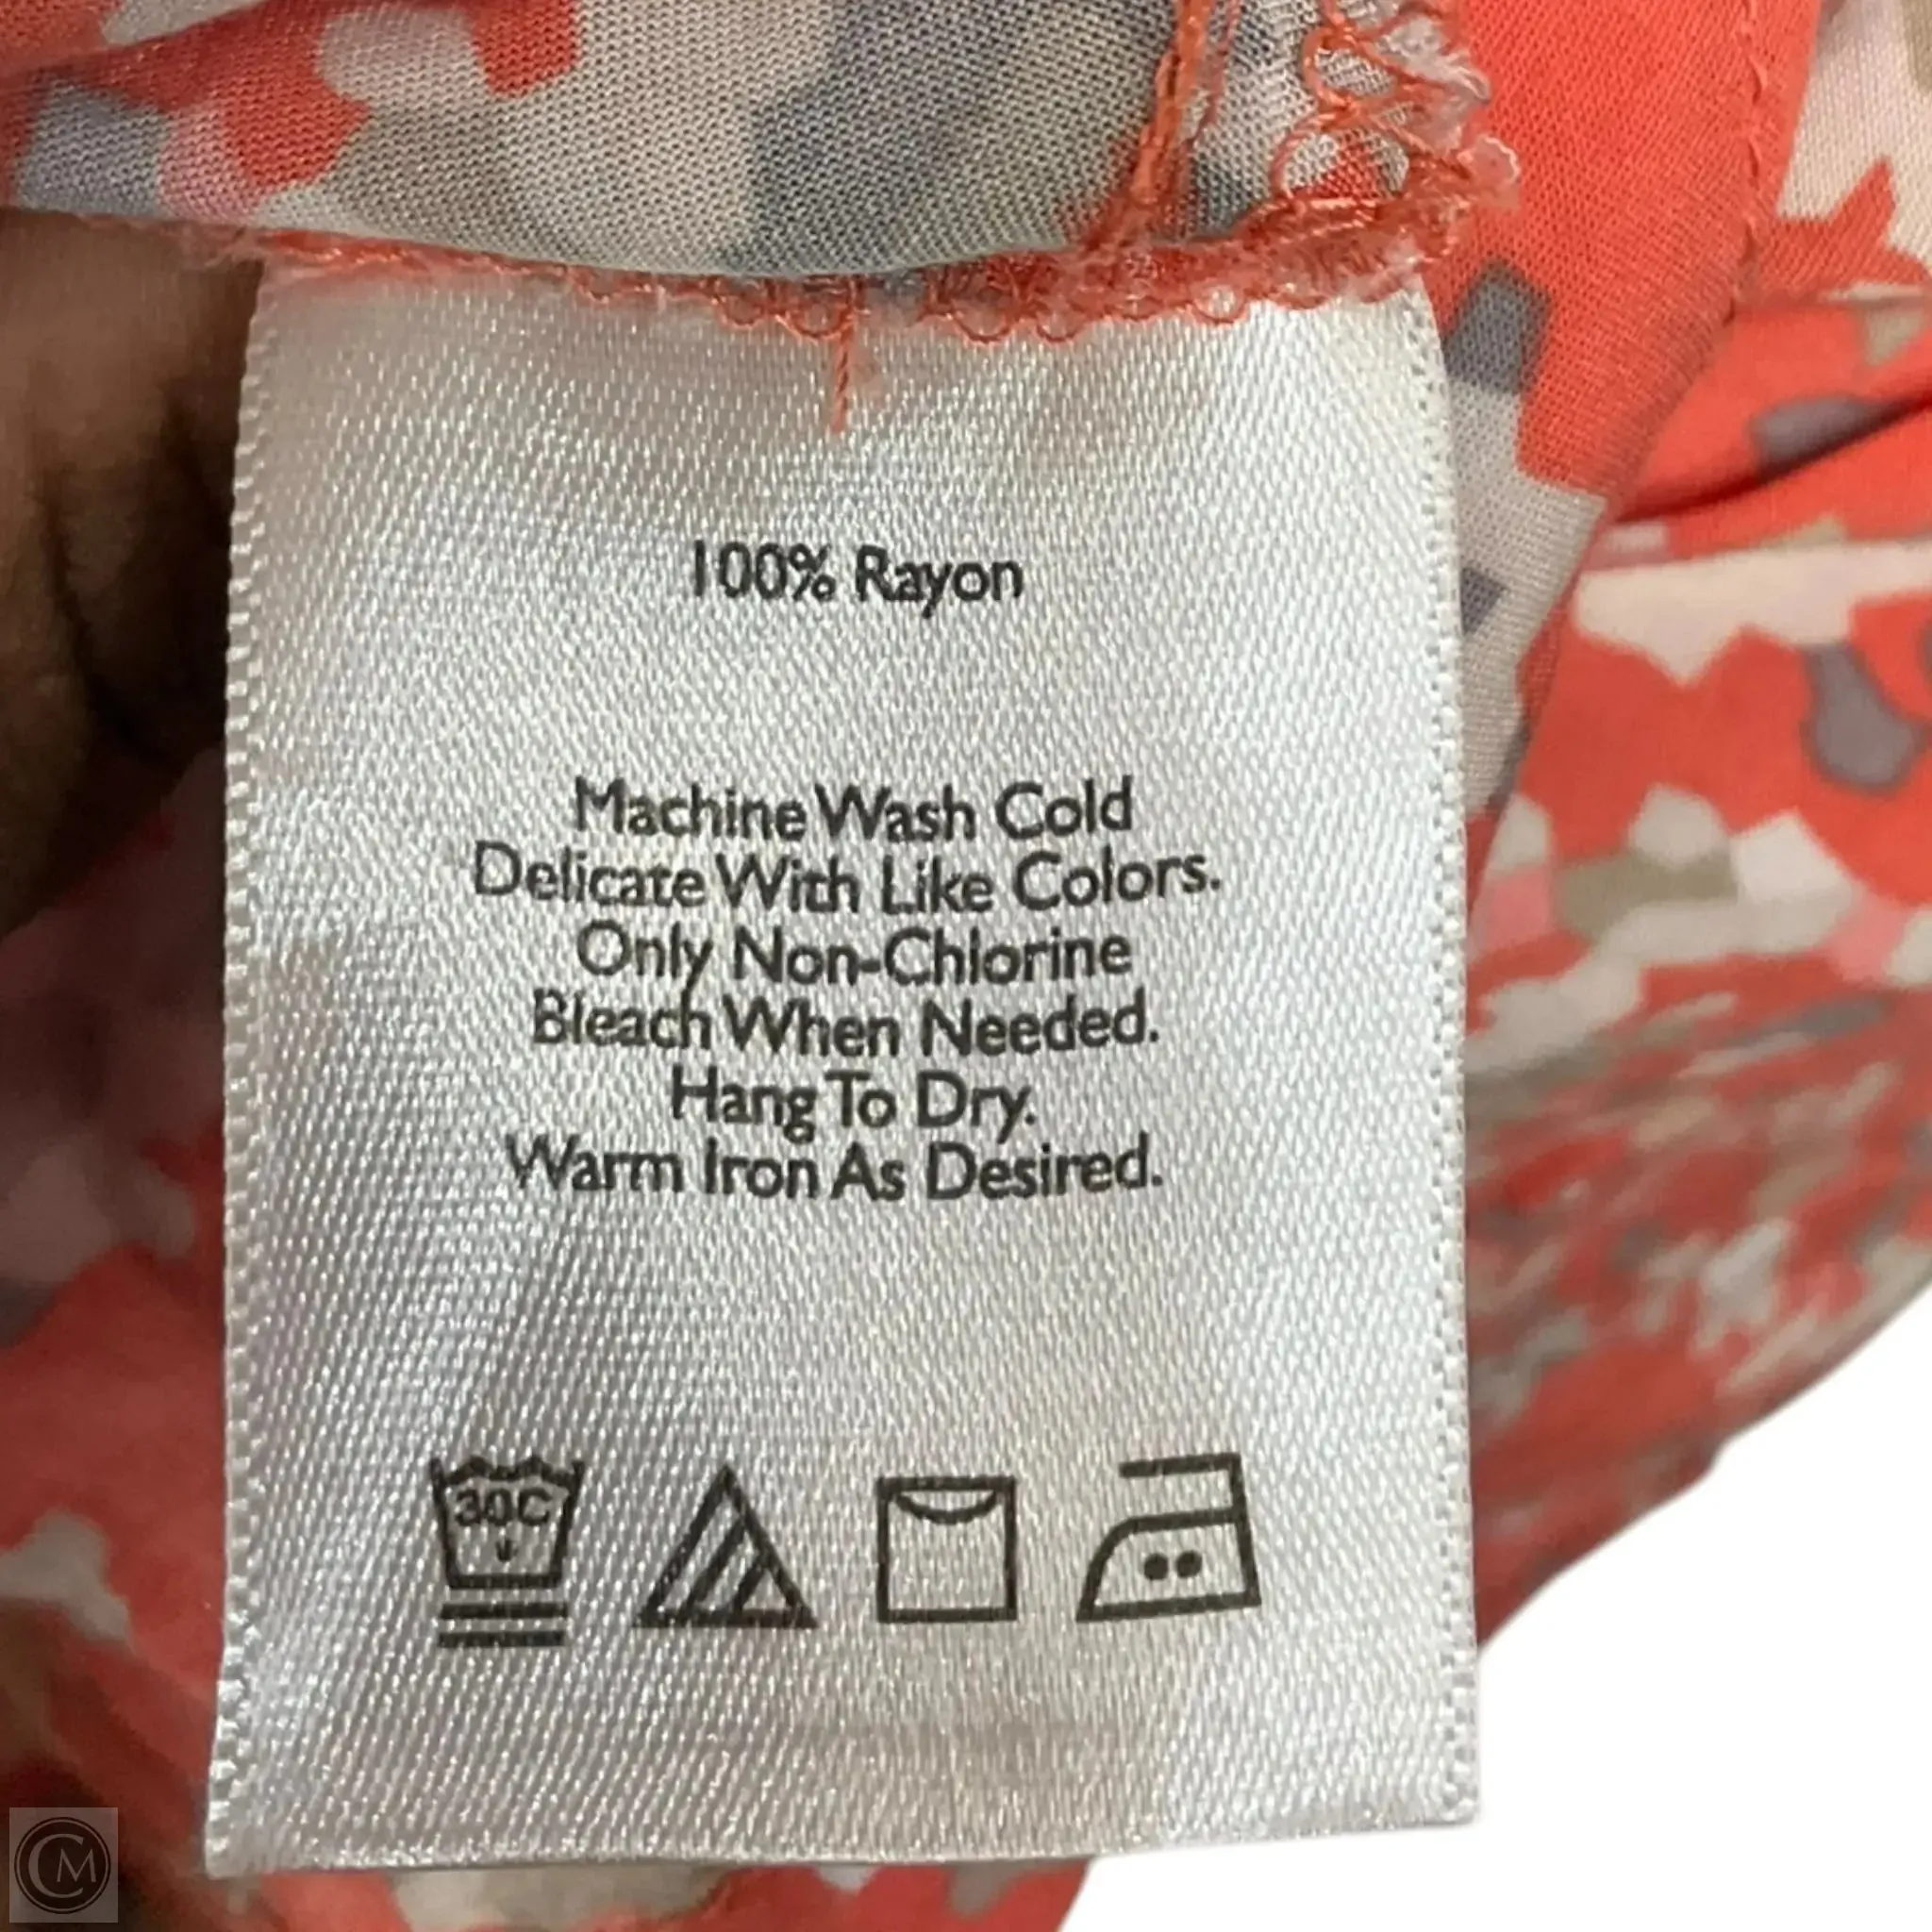 100% Rayon
Machine Wash Cold
Delicate With Like Colors.
Only Non-Chlorine
Bleach When Needed.
Hang To Dry.
Warm Iron As Desired.
30C
CM